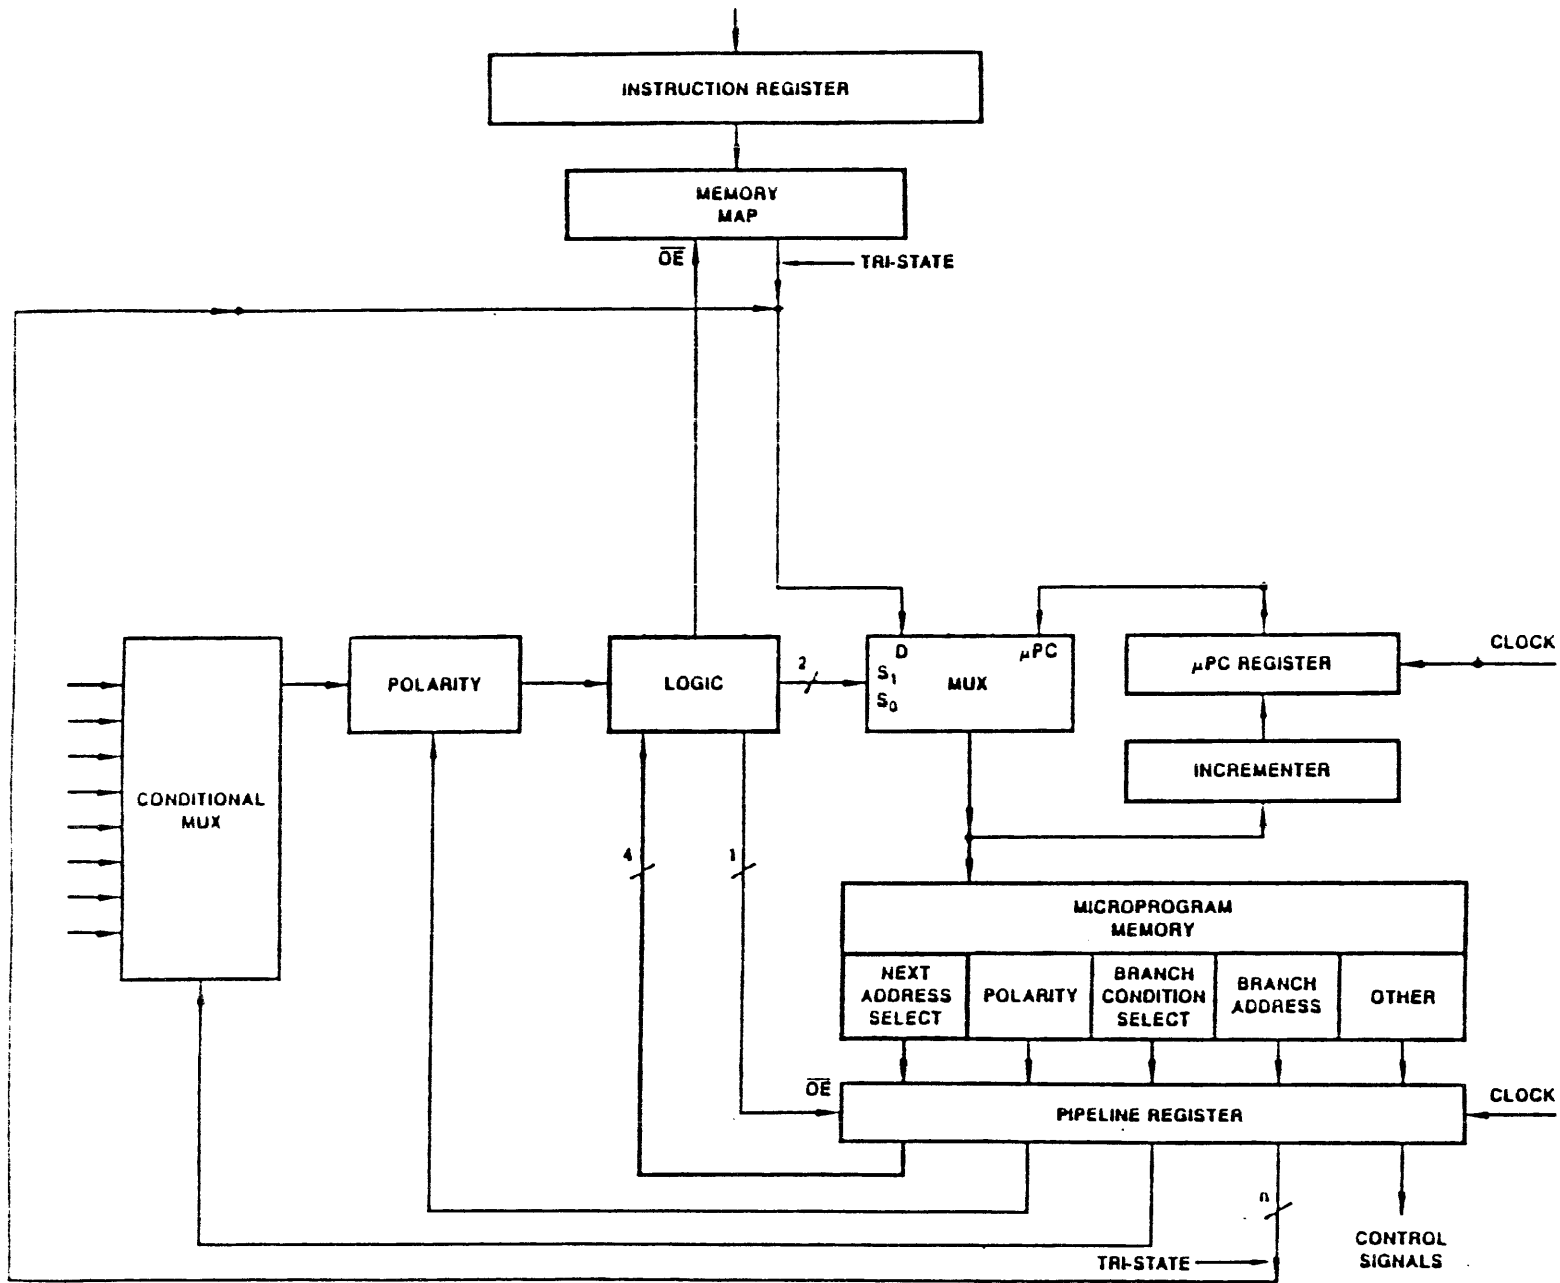 INSTRUCTION REGISTER
MEMORY
MAP
OE
TRI-STATE
CLOCK
D
μPC
S1
S0
MUX
μPC REGISTER
2
POLARITY
LOGIC
INCREMENTER
CONDITIONAL
MUX
4
1
MICROPROGRAM
MEMORY
NEXT
ADDRESS
SELECT
POLARITY
BRANCH
CONDITION
SELECT
BRANCH
ADDRESS
OTHER
OE
PIPELINE REGISTER
CLOCK
n
TRI-STATE
CONTROL
SIGNALS